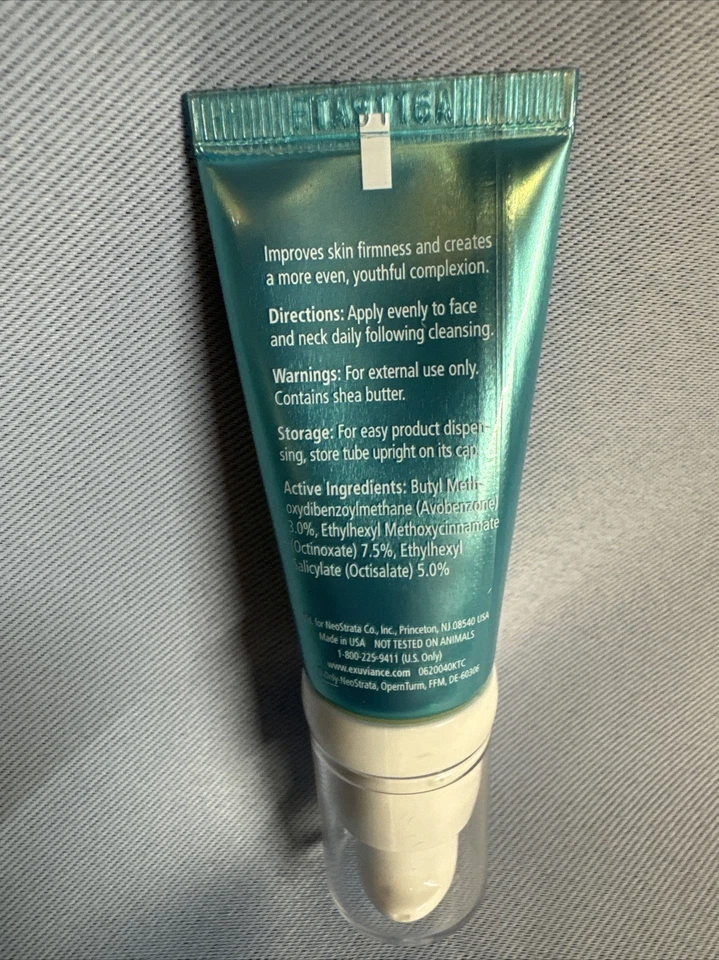 Improves skin firmness and creates
a more even, youthful complexion.
Directions: Apply evenly to face
and neck daily following cleansing.
Warnings: For external use only.
Contains shea butter.
Storage: For easy product dispen-
sing, store tube upright on its cap.
Active Ingredients: Butyl Meth-
oxydibenzoylmethane (Avobenzone)
3.0%, Ethylhexyl Methoxycinnamate
(Octinoxate) 7.5%, Ethylhexyl
Salicylate (Octisalate) 5.0%
for NeoStrata Co., Inc., Princeton, NJ 08540 USA
Made in USA NOT TESTED ON ANIMALS
1-800-225-9411 (U.S. Only)
www.exuviance.com 0620040KTC
Only-NeoStrata, OpernTurm, FFM, DE-60306